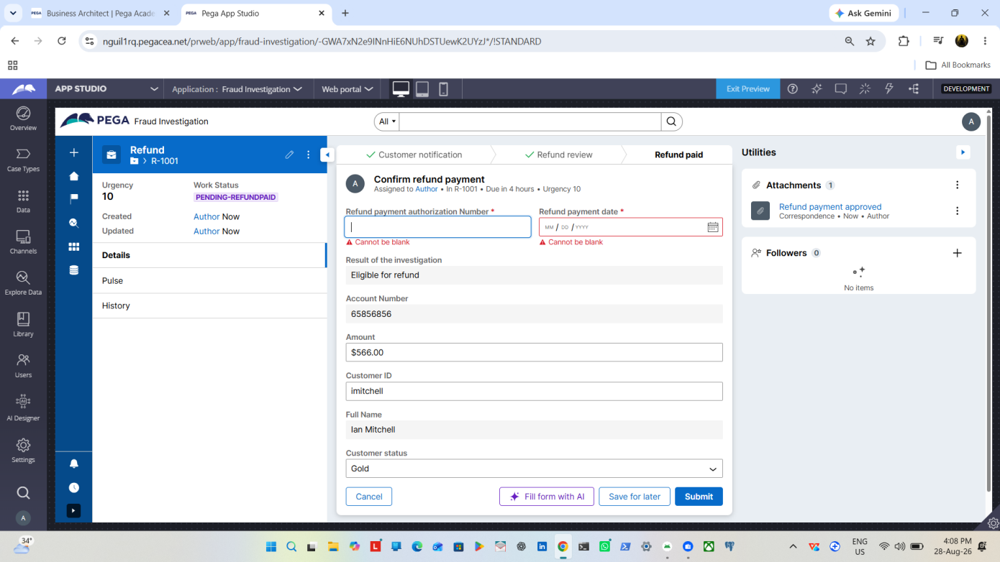 PEGA Business Architect | Pega Acade
PEGA Pega App Studio
Ask Gemini
nguil1rq.pegacea.net/prweb/app/fraud-investigation/-GWA7xN2e9INnHiE6NUhDSTUewK2UYzJ*/!STANDARD
All Bookmarks
APP STUDIO
Application : Fraud Investigation
Web portal
Exit Preview
DEVELOPMENT
Overview
Case Types
Data
Channels
Explore Data
Library
Users
AI Designer
Settings
A
PEGA Fraud Investigation
All
A
Refund
R-1001
Urgency
10
Work Status
PENDING-REFUNDPAID
Created
Author Now
Updated
Author Now
Details
Pulse
History
Customer notification
Refund review
Refund paid
A
Confirm refund payment
Assigned to Author • In R-1001 • Due in 4 hours • Urgency 10
Refund payment authorization Number *
Refund payment date *
MM / DD / YYYY
Cannot be blank
Cannot be blank
Result of the investigation
Eligible for refund
Account Number
65856856
Amount
$566.00
Customer ID
imitchell
Full Name
Ian Mitchell
Customer status
Gold
Cancel
Fill form with AI
Save for later
Submit
Utilities
Attachments 1
Refund payment approved
Correspondence • Now • Author
Followers 0
No items
34°
ENG
US
4:08 PM
28-Aug-26